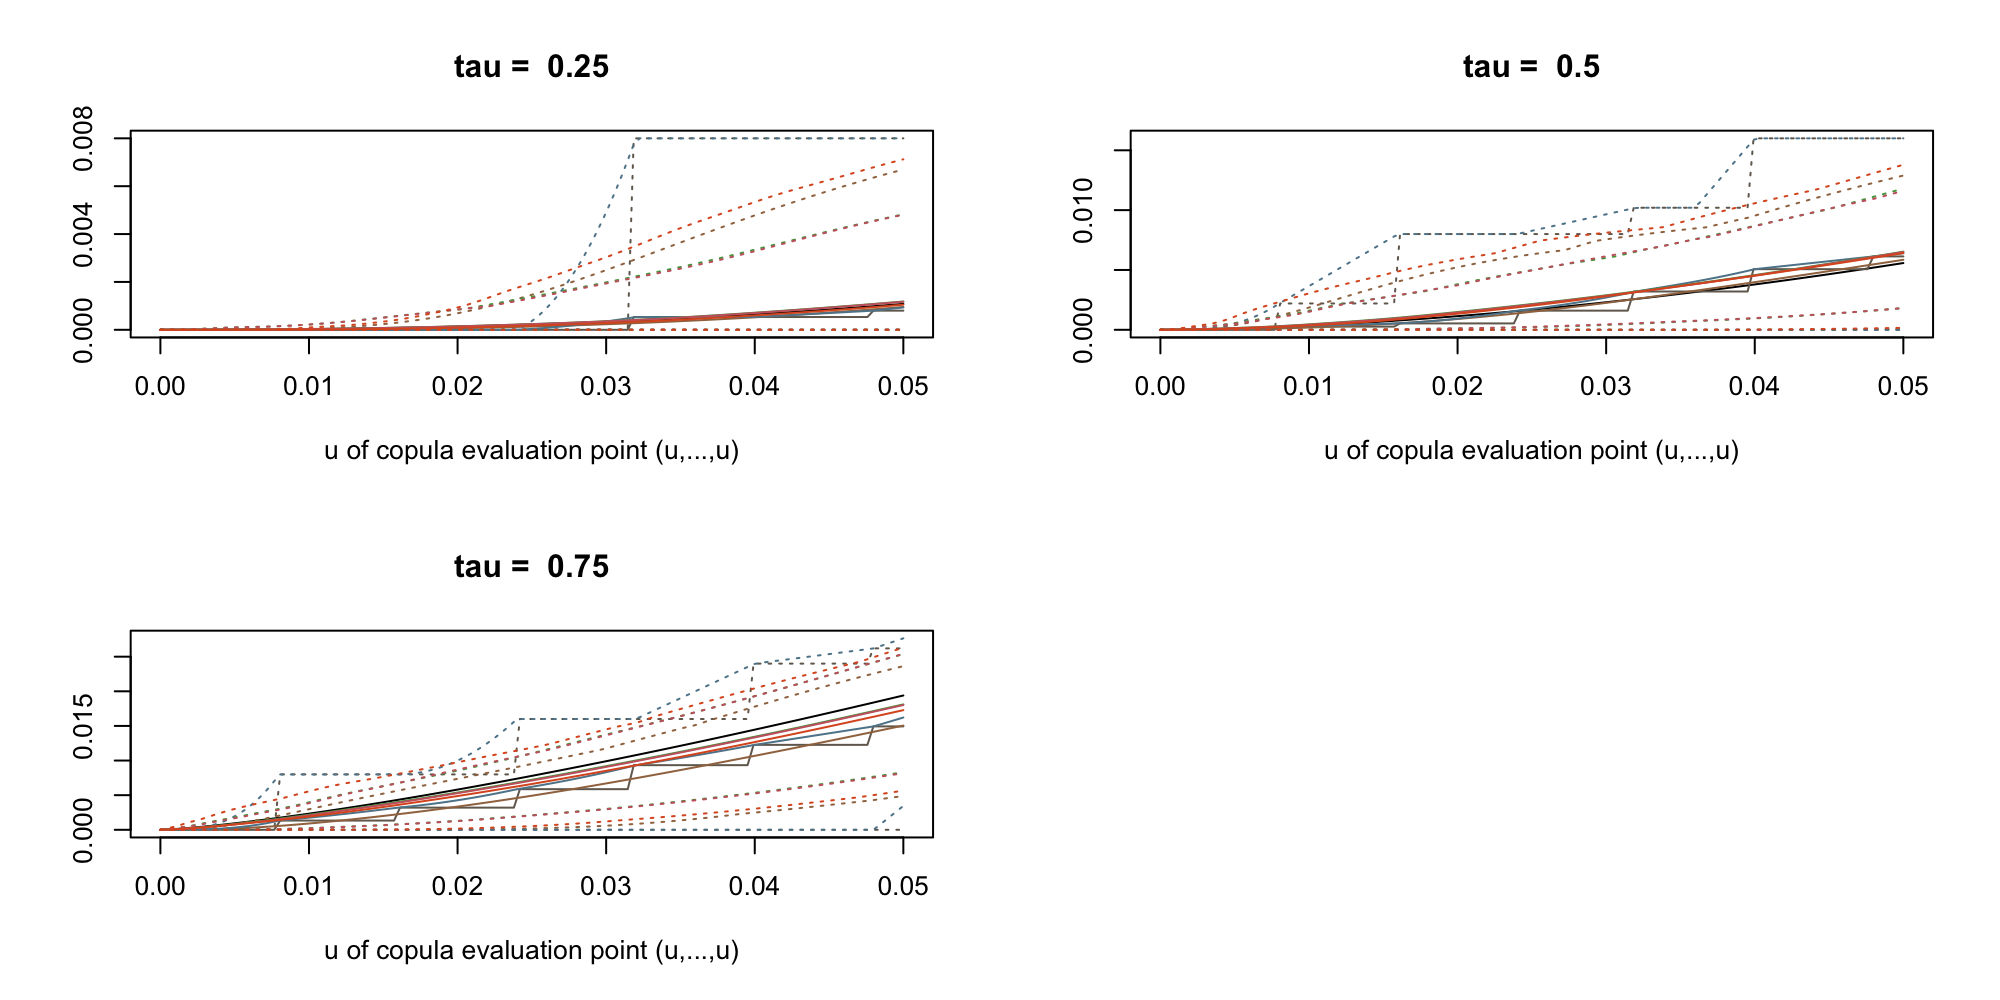 tau =  0.25
0.000 0.004 0.008
0.00 0.01 0.02 0.03 0.04 0.05
u of copula evaluation point (u,...,u)
tau =  0.5
0.000 0.010
0.00 0.01 0.02 0.03 0.04 0.05
u of copula evaluation point (u,...,u)
tau =  0.75
0.000 0.015
0.00 0.01 0.02 0.03 0.04 0.05
u of copula evaluation point (u,...,u)